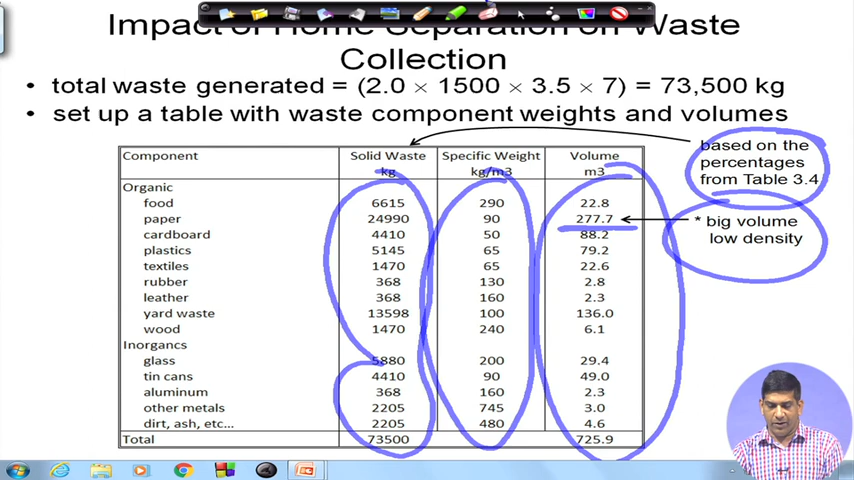 Impact of Home Separation on Waste
Collection
• total waste generated = (2.0 × 1500 × 3.5 × 7) = 73,500 kg
• set up a table with waste component weights and volumes
based on the
percentages
from Table 3.4
* big volume
low density
Component Solid Waste Specific Weight Volume
kg kg/m3 m3
Organic
food 6615 290 22.8
paper 24990 90 277.7
cardboard 4410 50 88.2
plastics 5145 65 79.2
textiles 1470 65 22.6
rubber 368 130 2.8
leather 368 160 2.3
yard waste 13598 100 136.0
wood 1470 240 6.1
Inorgancs
glass 5880 200 29.4
tin cans 4410 90 49.0
aluminum 368 160 2.3
other metals 2205 745 3.0
dirt, ash, etc... 2205 480 4.6
Total 73500 725.9